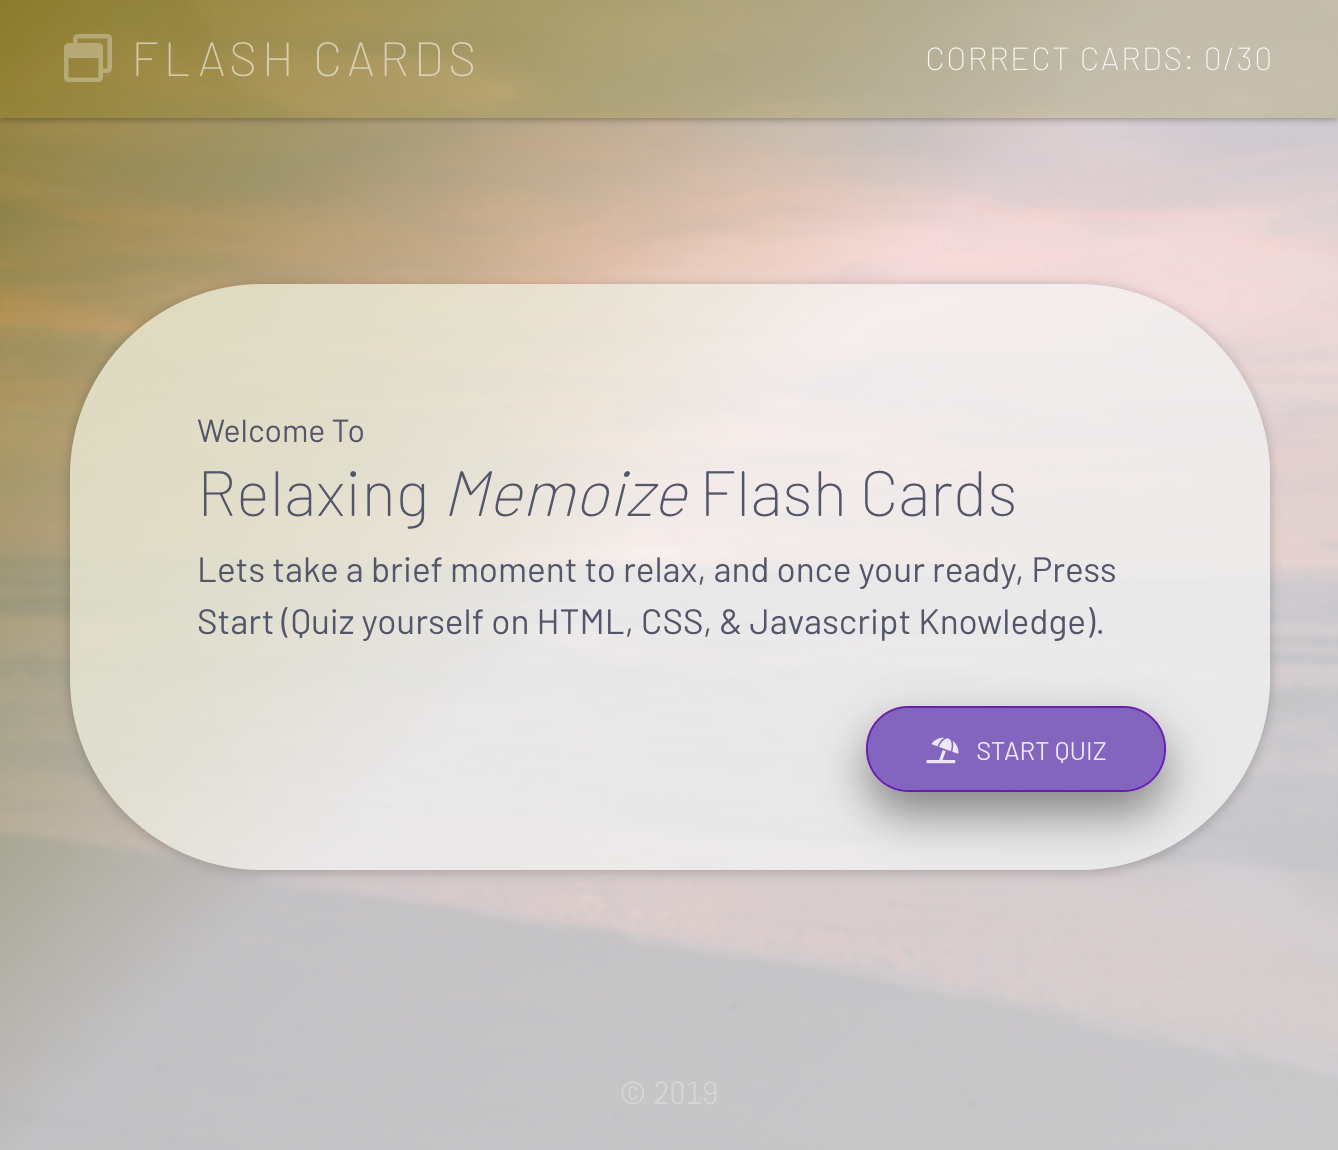 FLASH CARDS
CORRECT CARDS: 0/30
Welcome To
Relaxing Memoize Flash Cards
Lets take a brief moment to relax, and once your ready, Press
Start (Quiz yourself on HTML, CSS, & Javascript Knowledge).
START QUIZ
© 2019